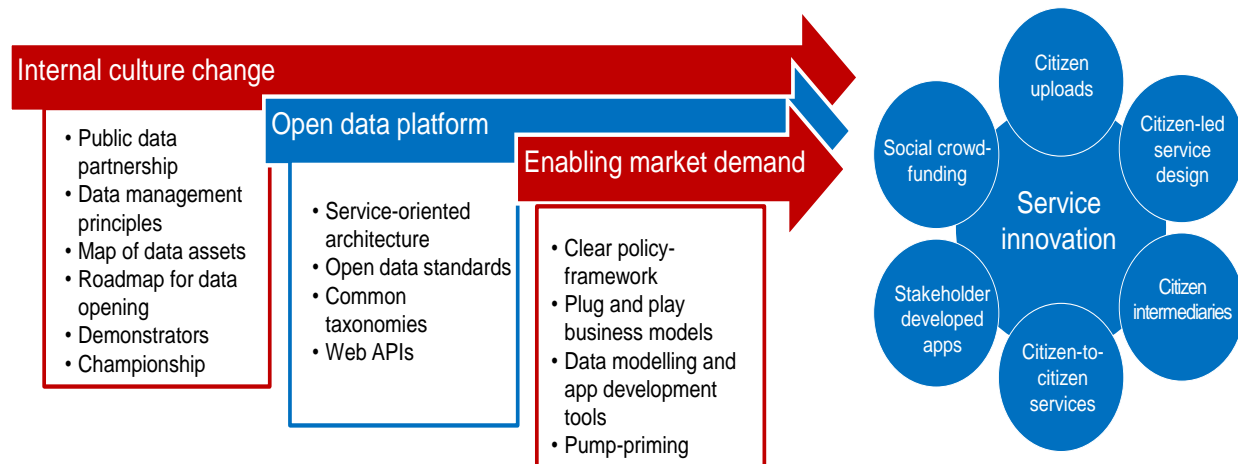 Internal culture change
• Public data
partnership
• Data management
principles
• Map of data assets
• Roadmap for data
opening
• Demonstrators
• Championship
Open data platform
• Service-oriented
architecture
• Open data standards
• Common
taxonomies
• Web APIs
Enabling market demand
• Clear policy-
framework
• Plug and play
business models
• Data modelling and
app development
tools
• Pump-priming
Service
innovation
Citizen
uploads
Citizen-led
service
design
Citizen
intermediaries
Citizen-to-
citizen
services
Stakeholder
developed
apps
Social crowd-
funding